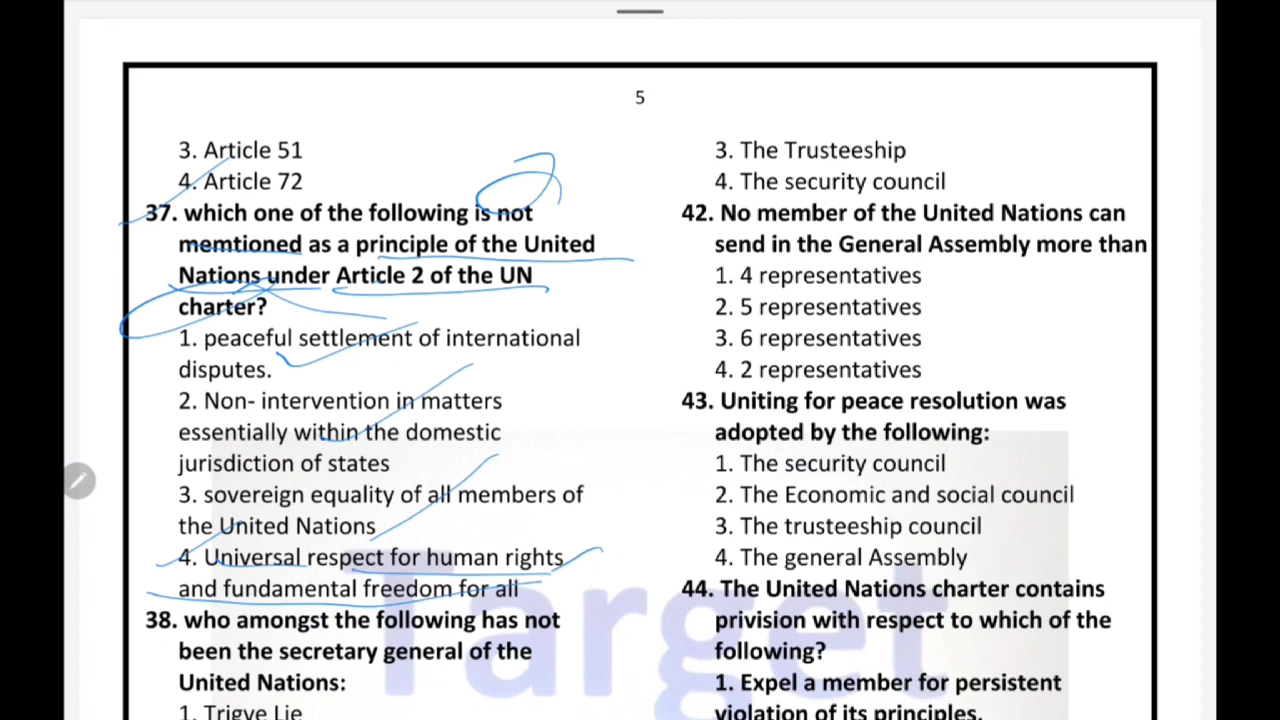 5
3. Article 51
4. Article 72
37. which one of the following is not
memtioned as a principle of the United
Nations under Article 2 of the UN
charter?
1. peaceful settlement of international
disputes.
2. Non- intervention in matters
essentially within the domestic
jurisdiction of states
3. sovereign equality of all members of
the United Nations
4. Universal respect for human rights
and fundamental freedom for all
38. who amongst the following has not
been the secretary general of the
United Nations:
1. Trigve Lie
3. The Trusteeship
4. The security council
42. No member of the United Nations can
send in the General Assembly more than
1. 4 representatives
2. 5 representatives
3. 6 representatives
4. 2 representatives
43. Uniting for peace resolution was
adopted by the following:
1. The security council
2. The Economic and social council
3. The trusteeship council
4. The general Assembly
44. The United Nations charter contains
privision with respect to which of the
following?
1. Expel a member for persistent
violation of its principles.
Target